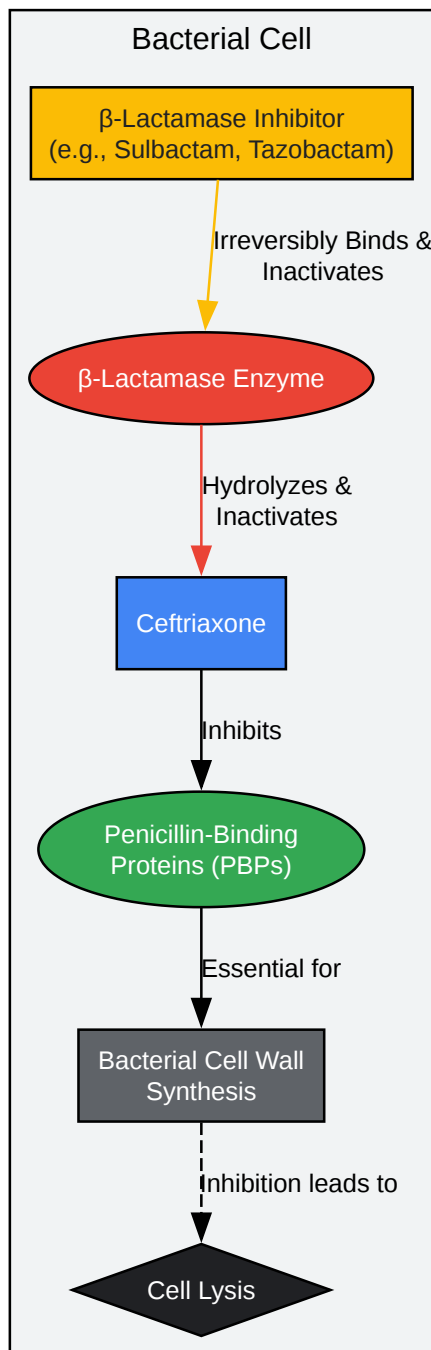 Bacterial Cell
β-Lactamase Inhibitor
(e.g., Sulbactam, Tazobactam)
Irreversibly Binds &
Inactivates
β-Lactamase Enzyme
Hydrolyzes &
Inactivates
Ceftriaxone
Inhibits
Penicillin-Binding
Proteins (PBPs)
Essential for
Bacterial Cell Wall
Synthesis
Inhibition leads to
Cell Lysis